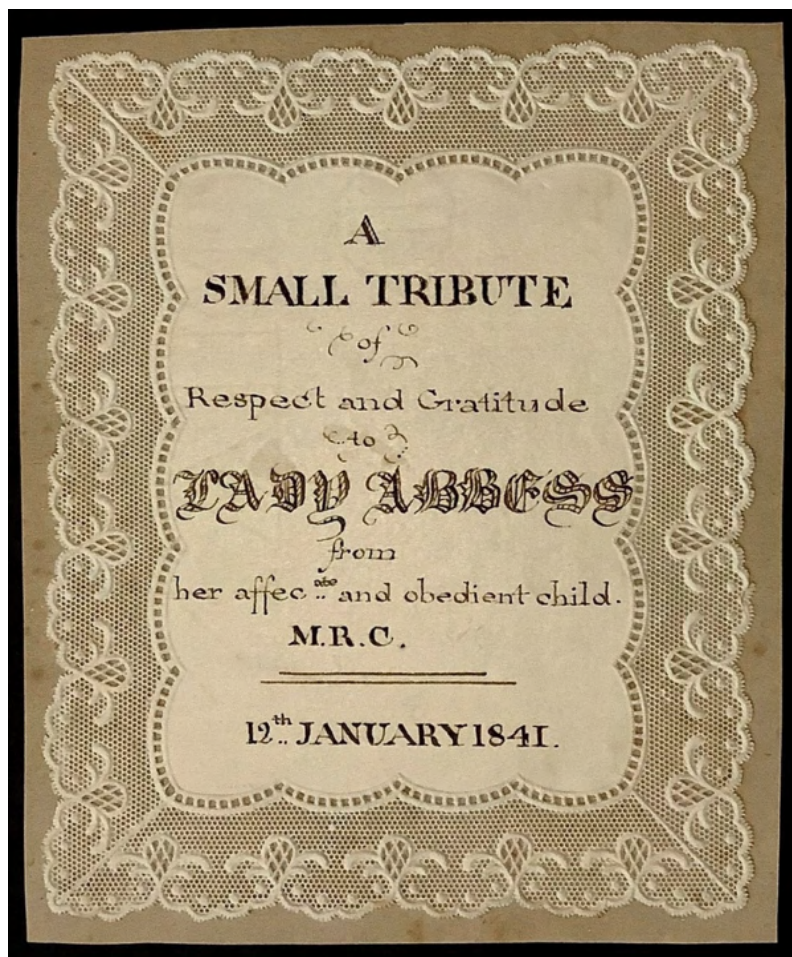 A
SMALL TRIBUTE
of
Respect and Gratitude
to
LADY ABBESS
from
her affec.ate and obedient child.
M.R.C.
12th JANUARY 1841.